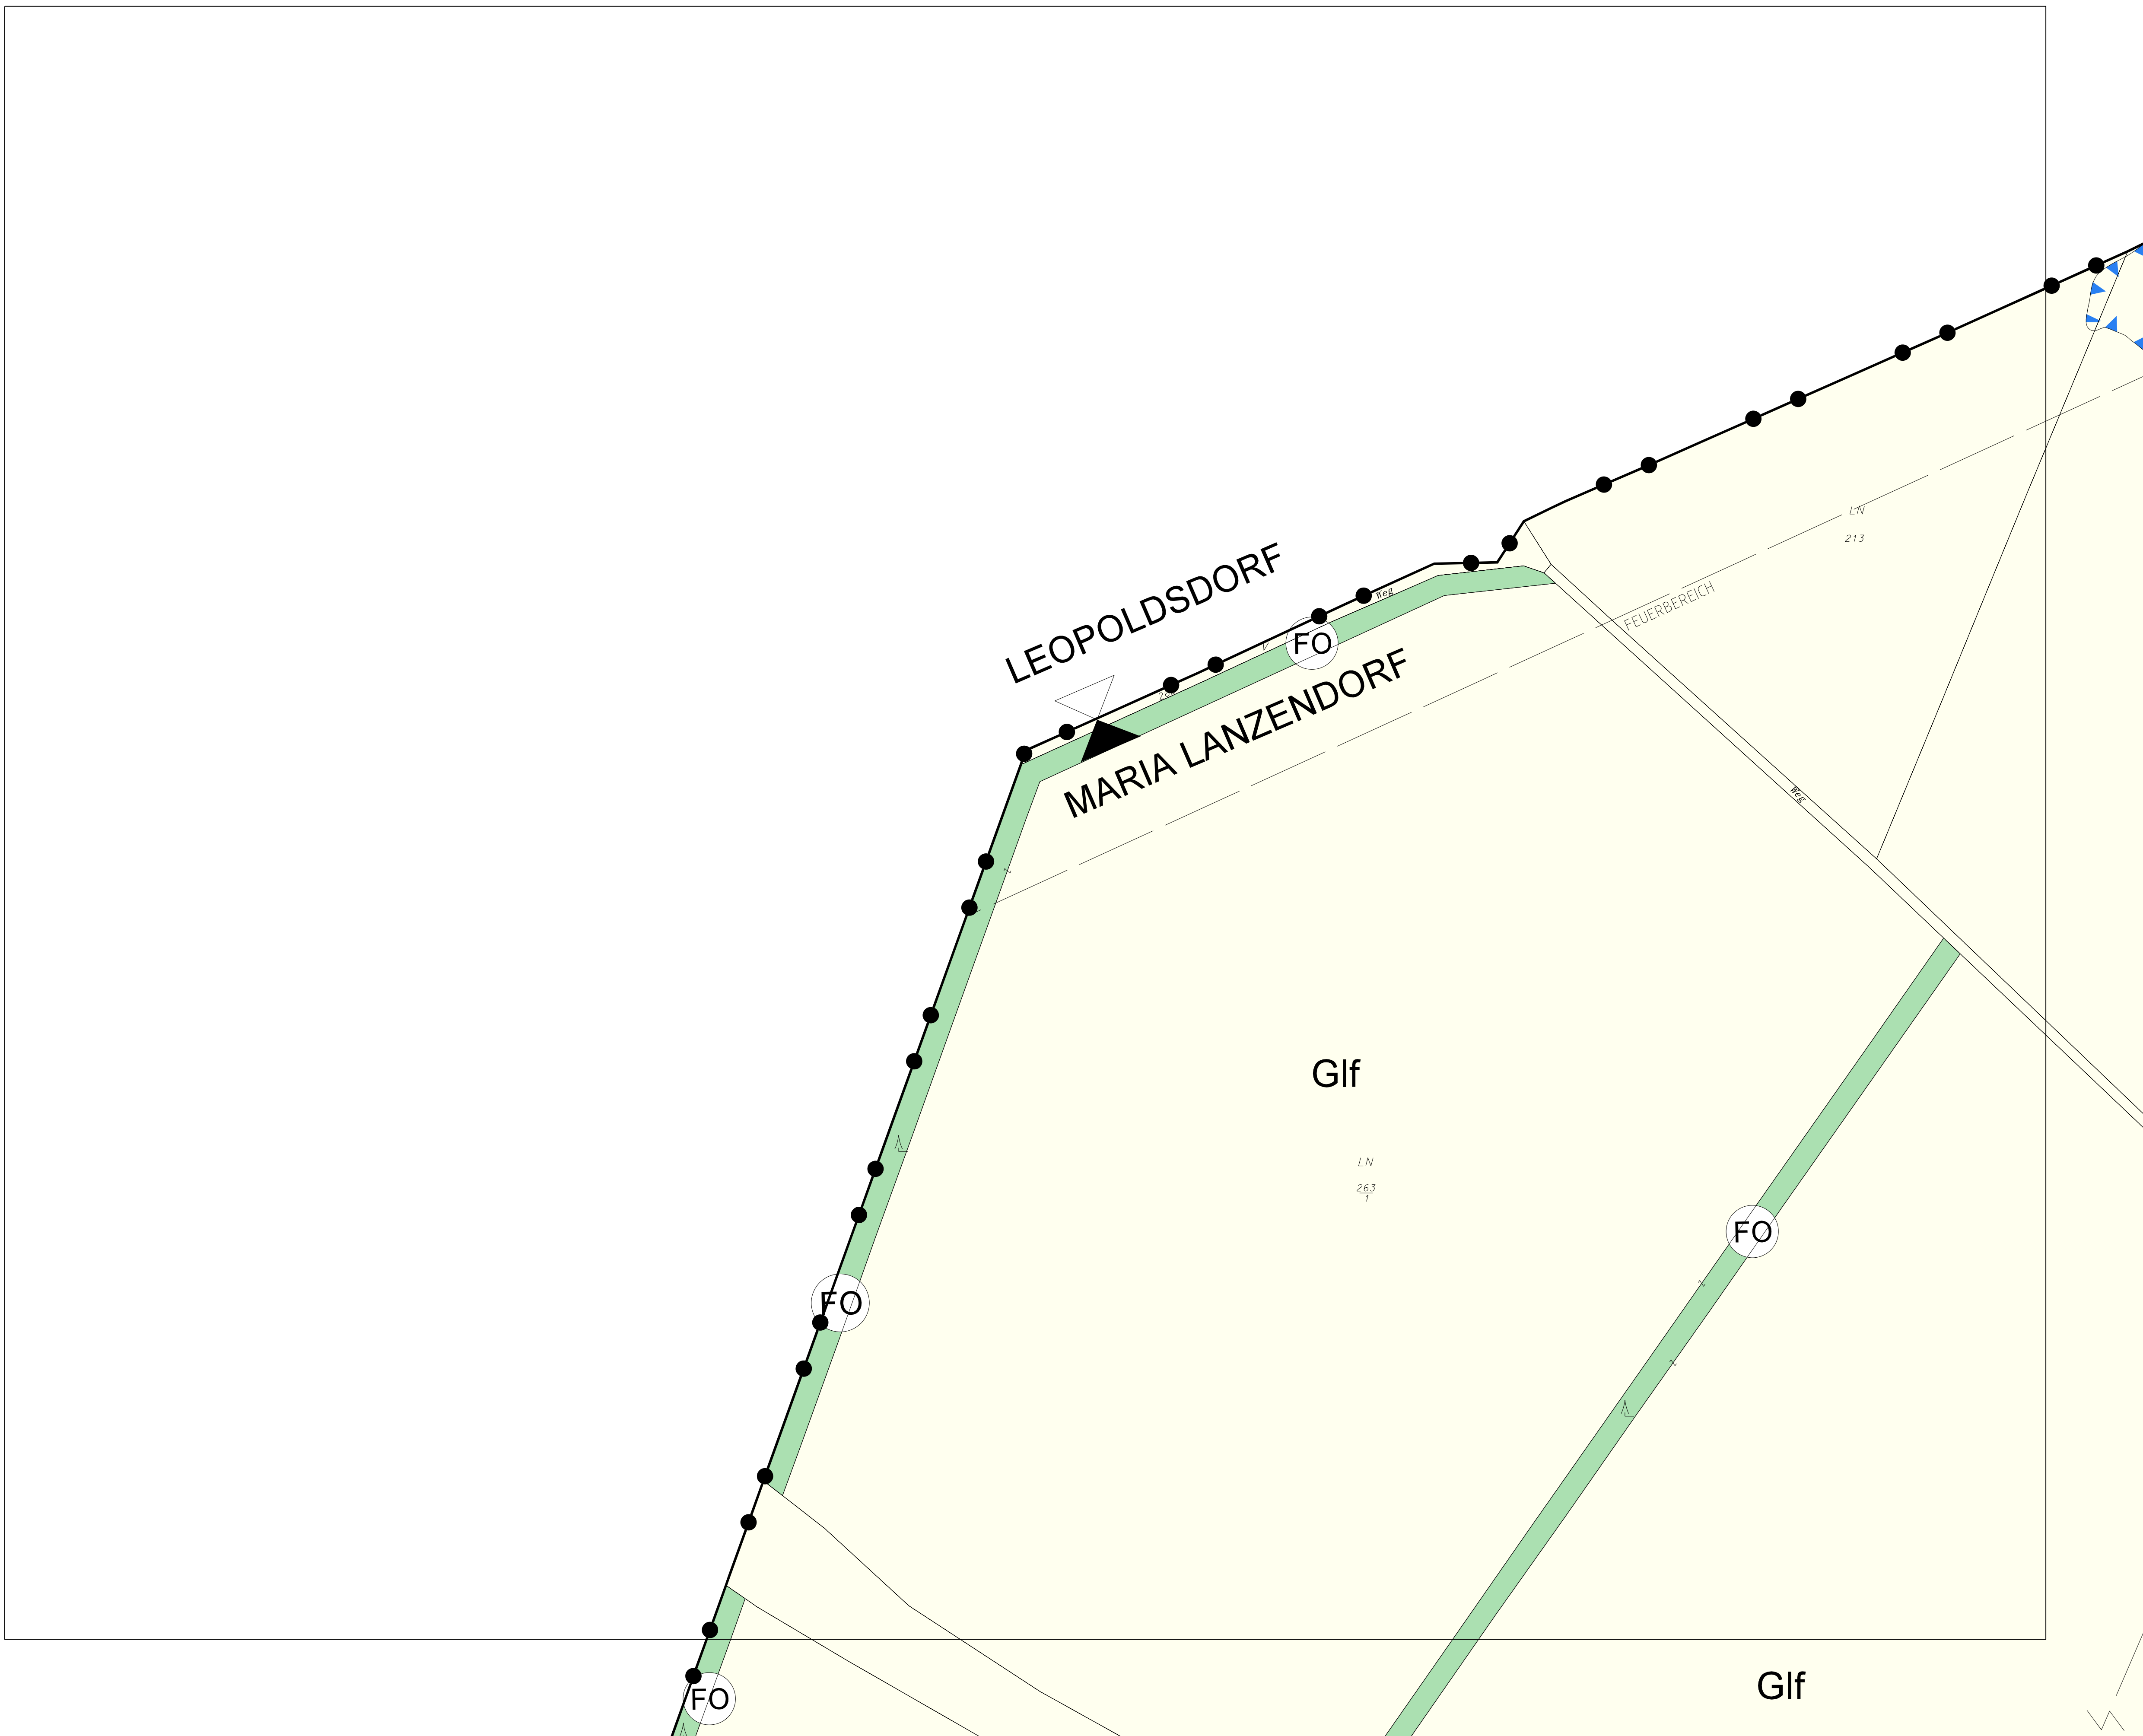 LN
213
FEUERBEREICH
LEOPOLDSDORF
Weg
FO
MARIA LANZENDORF
Weg
Glf
LN
263
1
FO
FO
Glf
FO